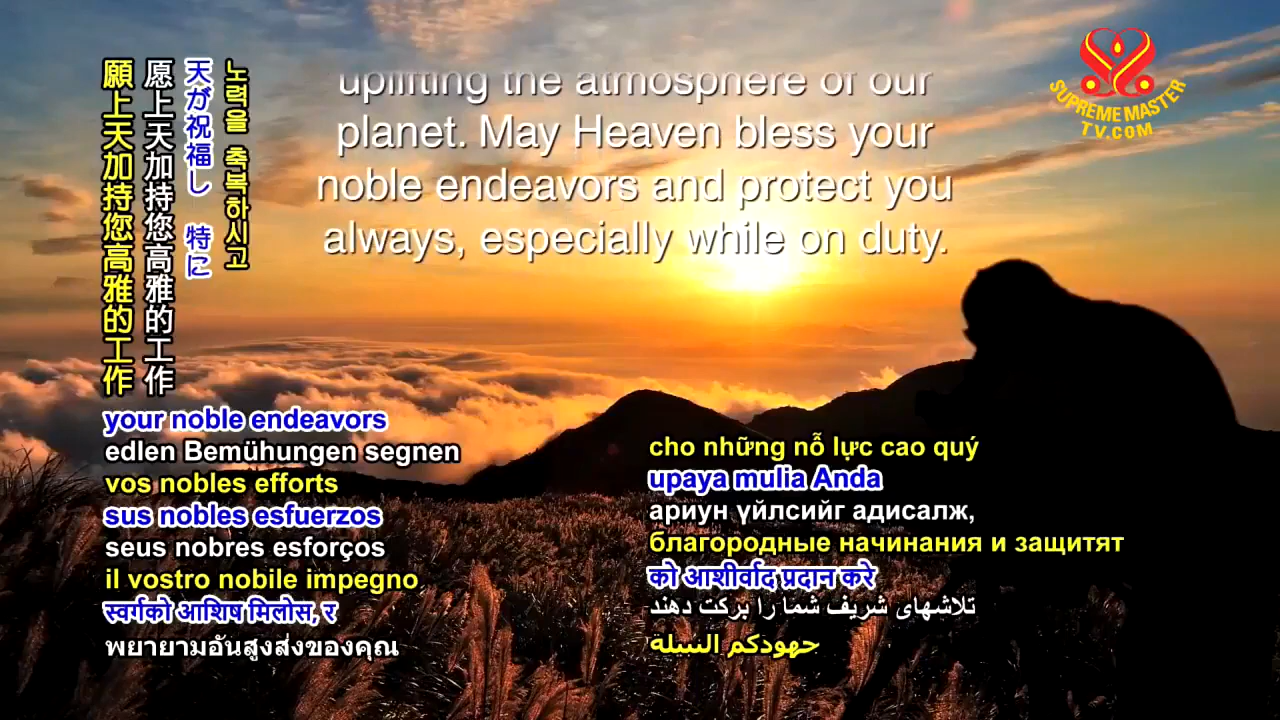 uplifting the atmosphere of our
planet. May Heaven bless your
noble endeavors and protect you
always, especially while on duty.
SUPREME MASTER
TV.COM
노력을 축복하시고
天が祝福し 特に
愿上天加持您高雅的工作
願上天加持您高雅的工作
your noble endeavors
edlen Bemühungen segnen
vos nobles efforts
sus nobles esfuerzos
seus nobres esforços
il vostro nobile impegno
स्वर्गको आशिष मिलोस्, र
พยายามอันสูงส่งของคุณ
cho những nỗ lực cao quý
upaya mulia Anda
ариун үйлсийг адисалж,
благородные начинания и защитят
को आशीर्वाद प्रदान करे
تلاشهای شریف شما را برکت دهند
جهودكم النبيلة